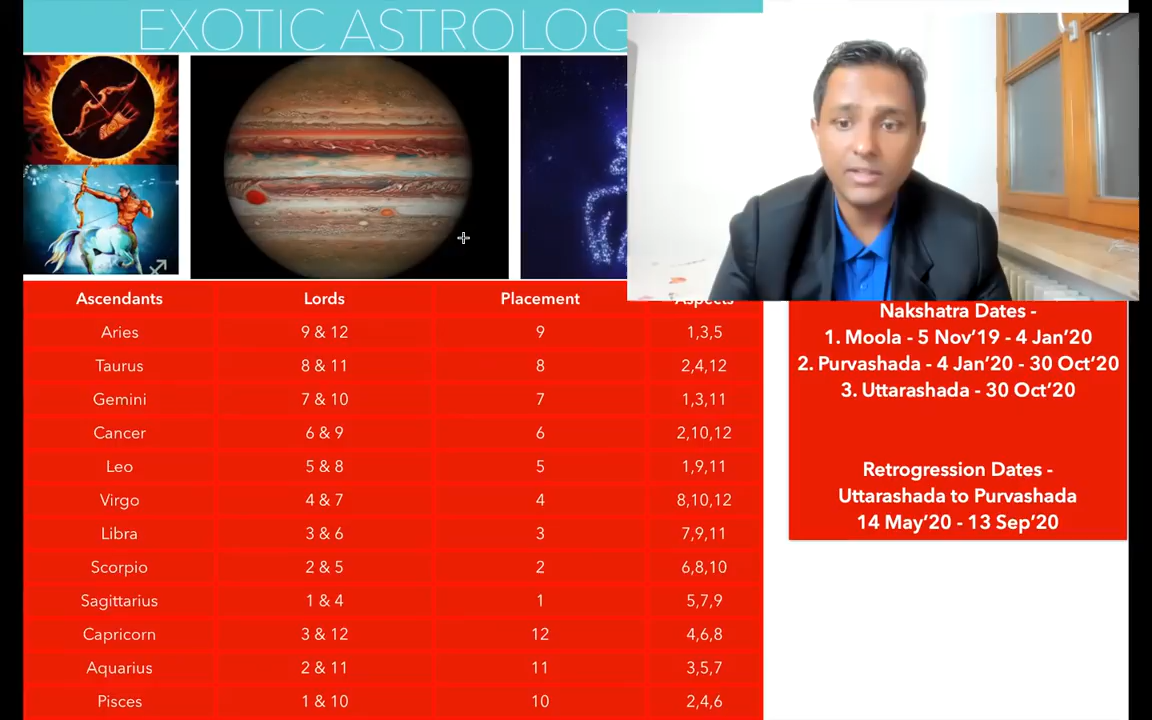 EXOTIC ASTROLOGY
Ascendants Lords Placement Aspects
Aries 9 & 12 9 1,3,5
Taurus 8 & 11 8 2,4,12
Gemini 7 & 10 7 1,3,11
Cancer 6 & 9 6 2,10,12
Leo 5 & 8 5 1,9,11
Virgo 4 & 7 4 8,10,12
Libra 3 & 6 3 7,9,11
Scorpio 2 & 5 2 6,8,10
Sagittarius 1 & 4 1 5,7,9
Capricorn 3 & 12 12 4,6,8
Aquarius 2 & 11 11 3,5,7
Pisces 1 & 10 10 2,4,6
Nakshatra Dates -
1. Moola - 5 Nov’19 - 4 Jan’20
2. Purvashada - 4 Jan’20 - 30 Oct’20
3. Uttarashada - 30 Oct’20
Retrogression Dates -
Uttarashada to Purvashada
14 May’20 - 13 Sep’20